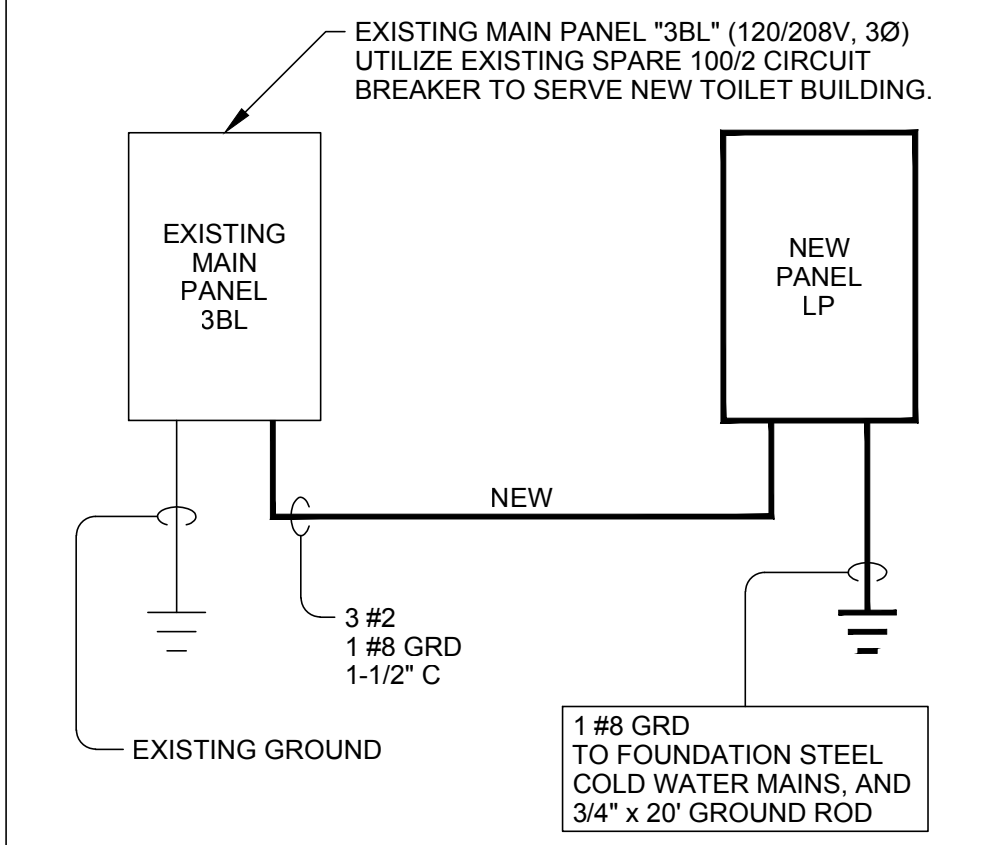 EXISTING MAIN PANEL "3BL" (120/208V, 3Ø)
UTILIZE EXISTING SPARE 100/2 CIRCUIT
BREAKER TO SERVE NEW TOILET BUILDING.
EXISTING
MAIN
PANEL
3BL
NEW
PANEL
LP
NEW
3 #2
1 #8 GRD
1-1/2" C
EXISTING GROUND
1 #8 GRD
TO FOUNDATION STEEL
COLD WATER MAINS, AND
3/4" x 20' GROUND ROD